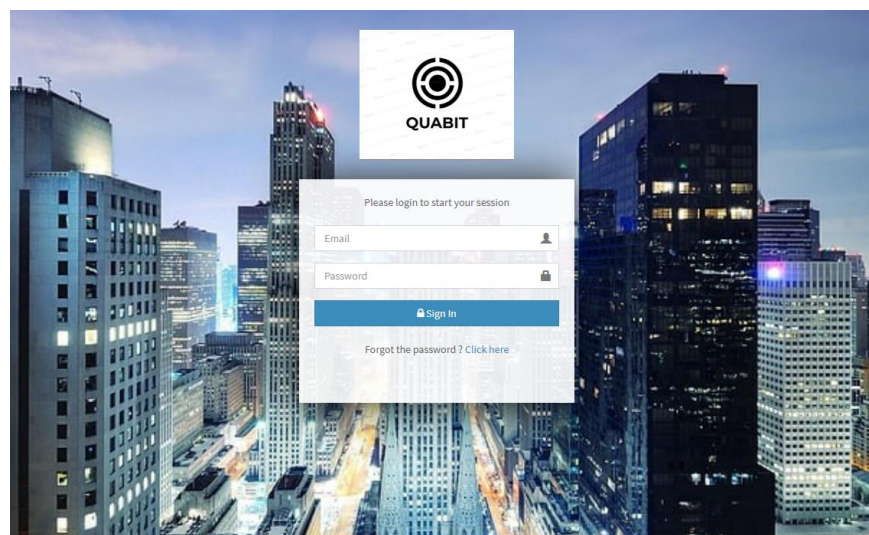 QUABIT
Please login to start your session
Email
Password
Sign In
Forgot the password ? Click here